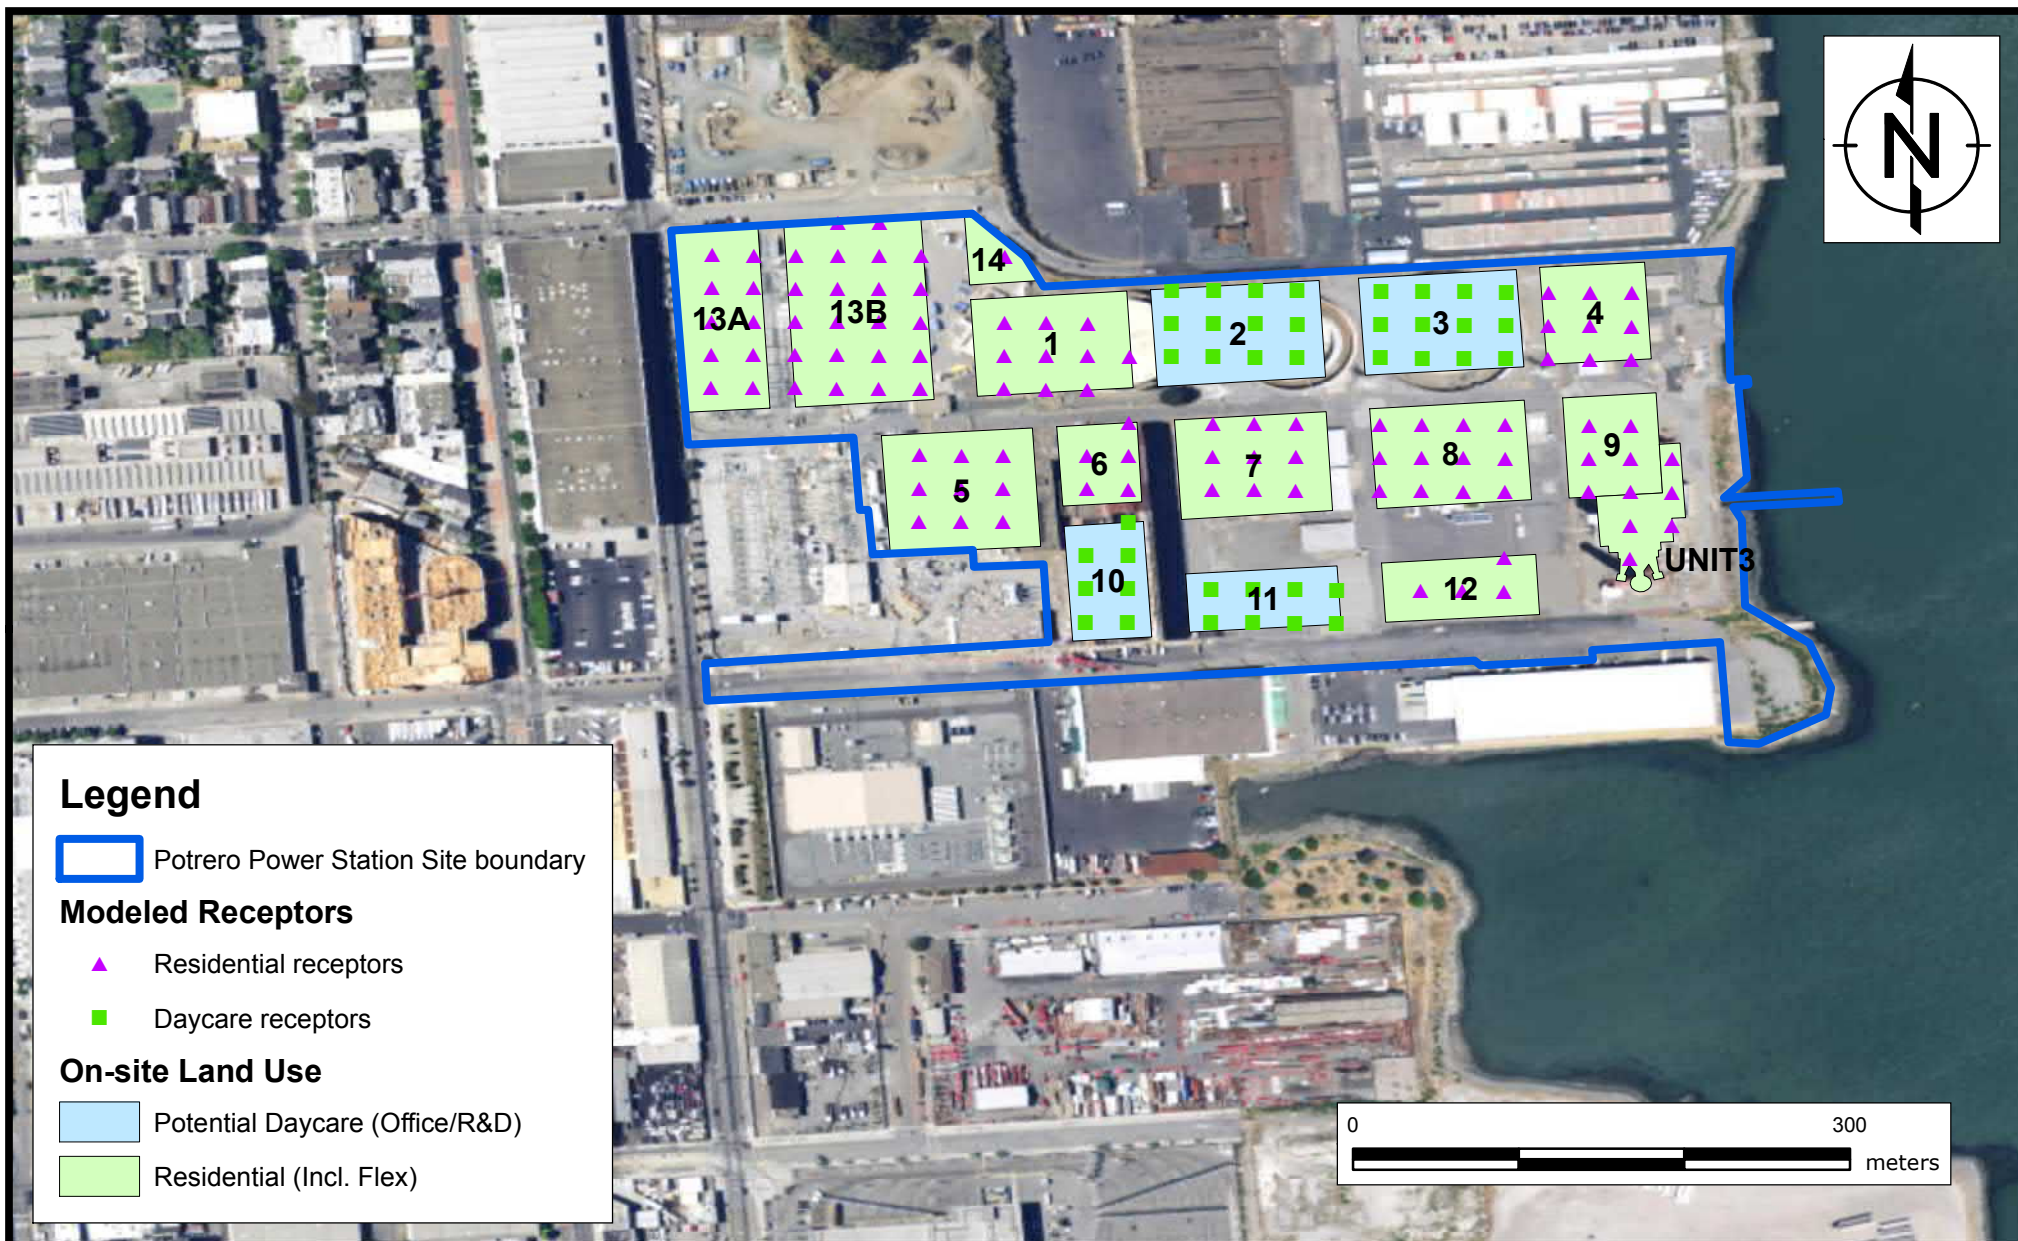 N
14
13A
13B
1
2
3
4
5
6
7
8
9
10
11
12
UNIT3
Legend
Potrero Power Station Site boundary
Modeled Receptors
Residential receptors
Daycare receptors
On-site Land Use
Potential Daycare (Office/R&D)
Residential (Incl. Flex)
0 300
meters